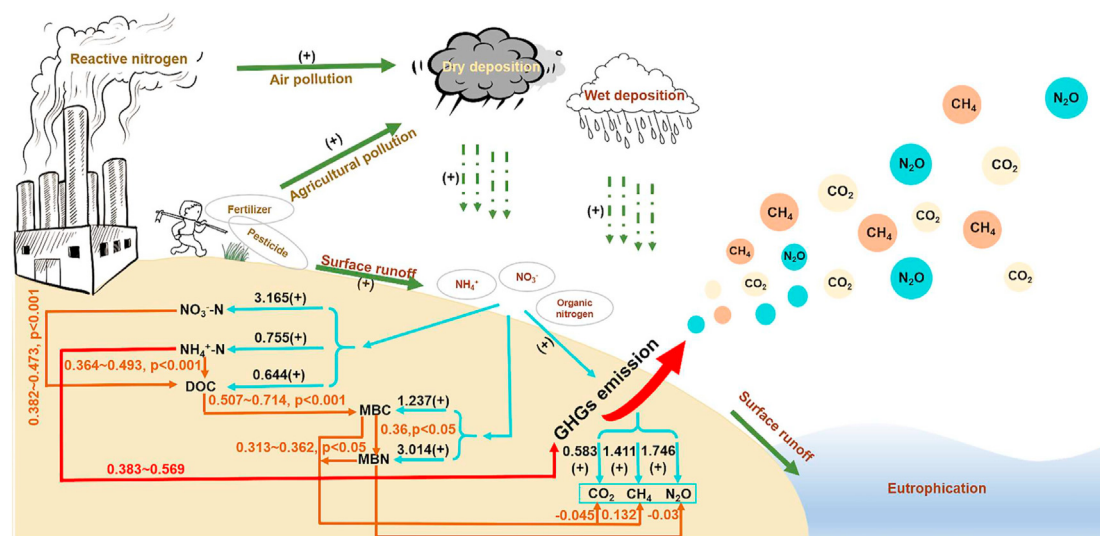 Reactive nitrogen
(+)
Air pollution
Dry deposition
Wet deposition
(+)
Agricultural pollution
(+)
(+)
Fertilizer
Pesticide
Surface runoff
(+)
NH₄⁺
NO₃⁻
Organic
nitrogen
(+)
N₂O
CH₄
N₂O
CO₂
CO₂
CH₄
CO₂
CH₄
CH₄
CH₄
N₂O
CO₂
CO₂
N₂O
CO₂
0.382~0.473, p<0.001
NO₃⁻-N
3.165(+)
NH₄⁺-N
0.755(+)
0.364~0.493, p<0.001
DOC
0.644(+)
0.507~0.714, p<0.001
MBC
1.237(+)
0.36,p<0.05
0.313~0.362, p<0.05
MBN
3.014(+)
0.383~0.569
GHGs emission
0.583
(+)
1.411
(+)
1.746
(+)
CO₂ CH₄ N₂O
-0.045 0.132 -0.03
Surface runoff
Eutrophication